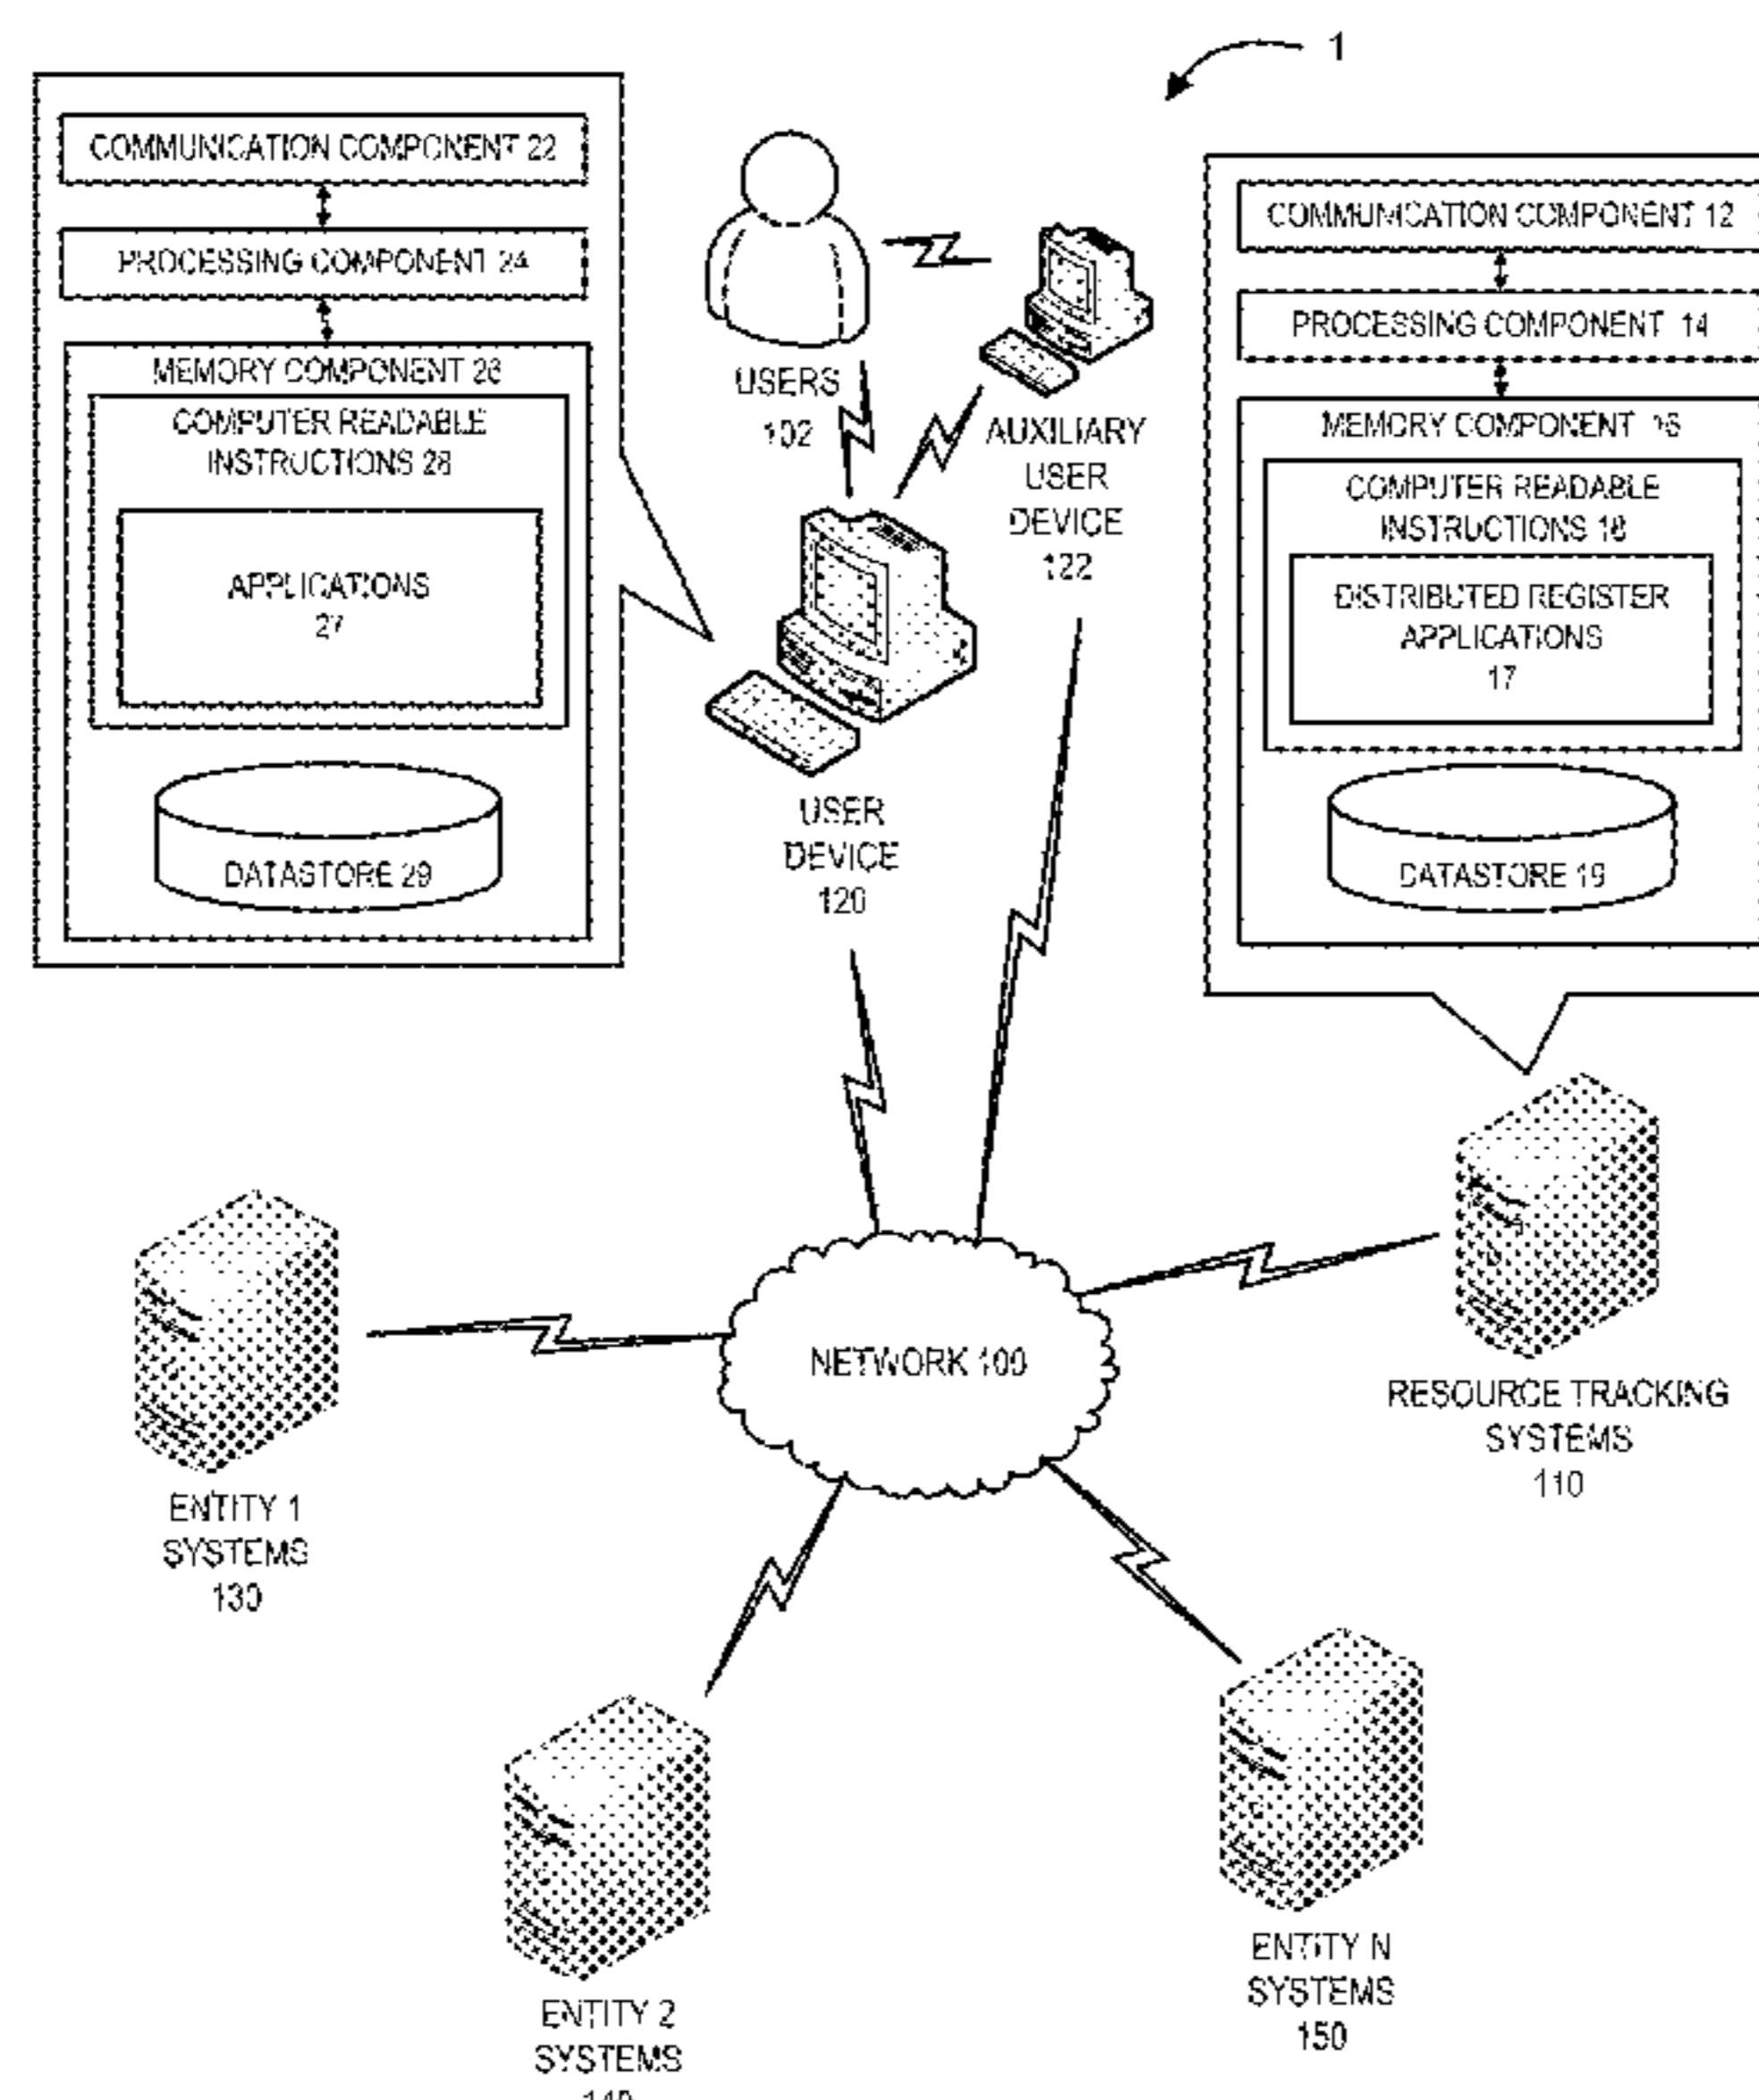 1
COMMUNICATION COMPONENT 22
PROCESSING COMPONENT 24
MEMORY COMPONENT 26
COMPUTER READABLE
INSTRUCTIONS 28
APPLICATIONS
27
DATASTORE 29
USERS
102
AUXILIARY
USER
DEVICE
122
USER
DEVICE
120
COMMUNICATION COMPONENT 12
PROCESSING COMPONENT 14
MEMORY COMPONENT 16
COMPUTER READABLE
INSTRUCTIONS 18
DISTRIBUTED REGISTER
APPLICATIONS
17
DATASTORE 19
NETWORK 100
RESOURCE TRACKING
SYSTEMS
110
ENTITY 1
SYSTEMS
130
ENTITY 2
SYSTEMS
ENTITY N
SYSTEMS
150